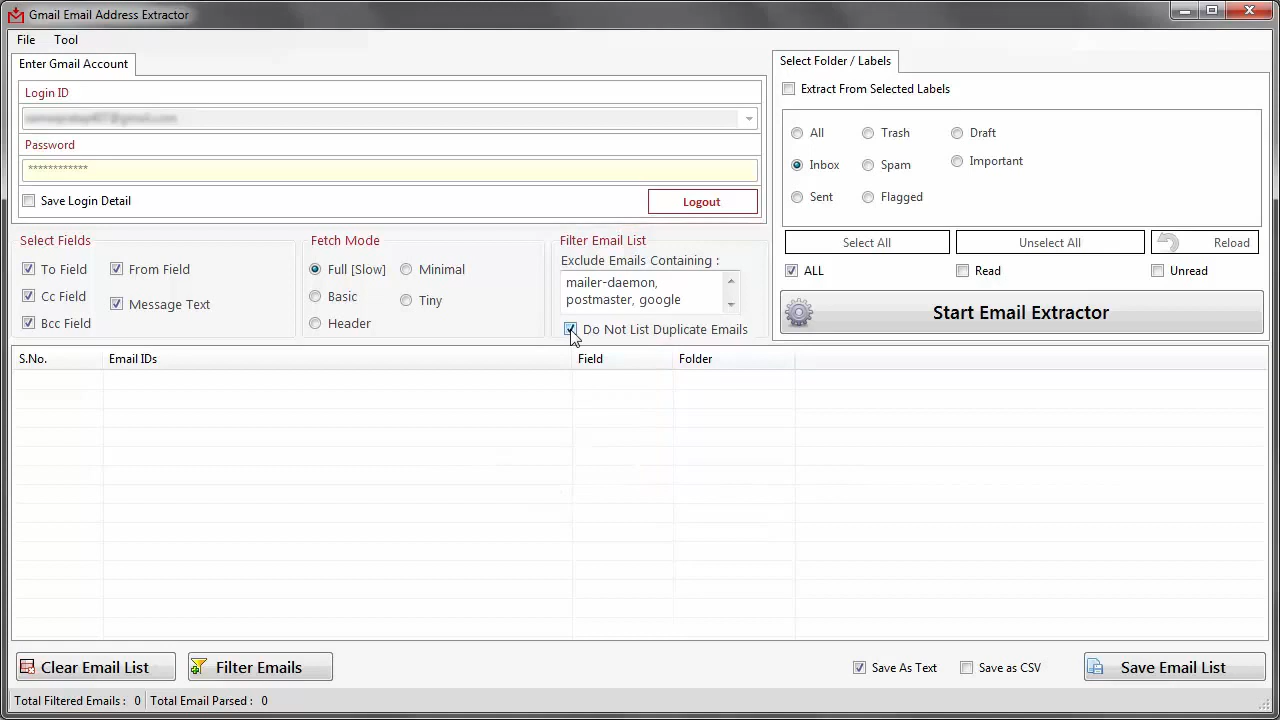 Gmail Email Address Extractor
File Tool
Enter Gmail Account
Login ID
Password
************
Save Login Detail
Logout
Select Folder / Labels
Extract From Selected Labels
All Trash Draft
Inbox Spam Important
Sent Flagged
Select All Unselect All Reload
ALL Read Unread
Start Email Extractor
Select Fields
To Field From Field
Cc Field
Message Text
Bcc Field
Fetch Mode
Full [Slow] Minimal
Basic Tiny
Header
Filter Email List
Exclude Emails Containing :
mailer-daemon,
postmaster, google
Do Not List Duplicate Emails
S.No. Email IDs Field Folder
Clear Email List Filter Emails Save As Text Save as CSV Save Email List
Total Filtered Emails : 0 Total Email Parsed : 0